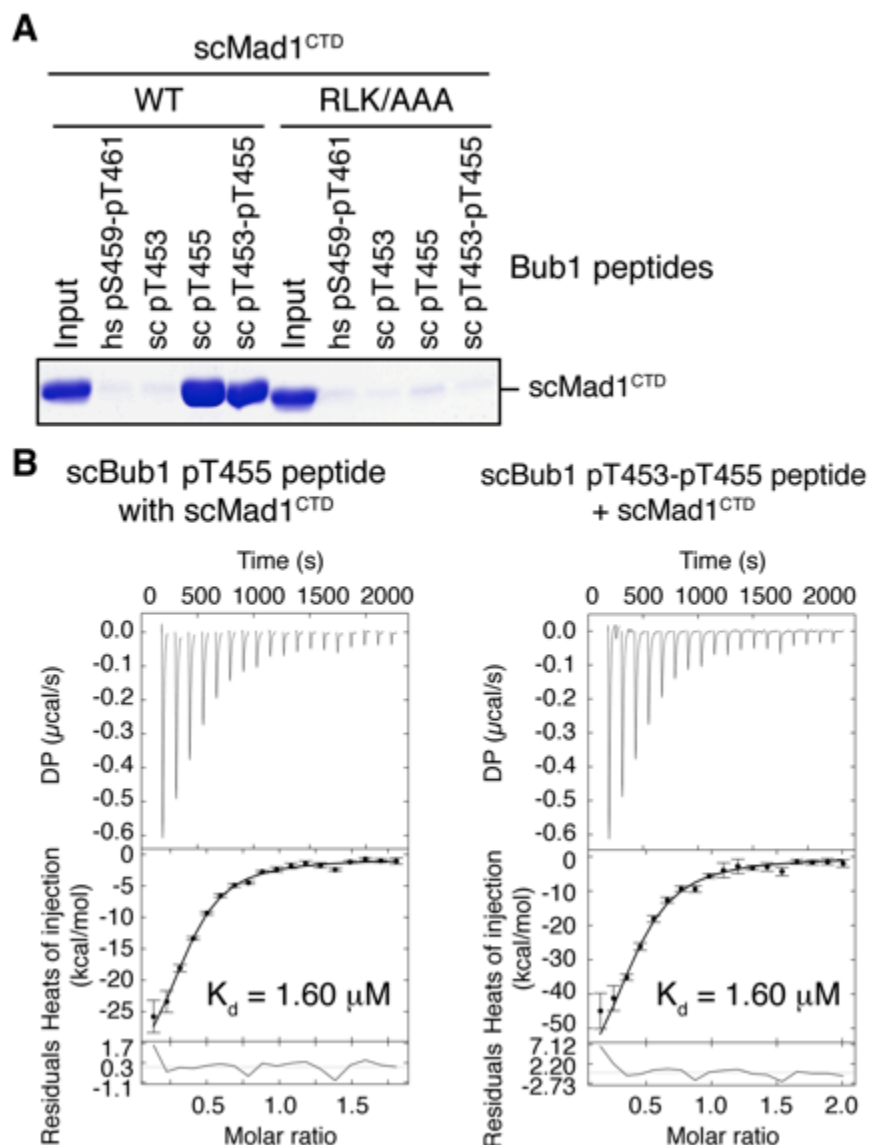 A
scMad1CTD
WT RLK/AAA
Input
hs pS459-pT461
sc pT453
sc pT455
sc pT453-pT455
Input
hs pS459-pT461
sc pT453
sc pT455
sc pT453-pT455
Bub1 peptides
scMad1CTD
B
scBub1 pT455 peptide
with scMad1CTD
Time (s)
0 500 1000 1500 2000
DP (µcal/s)
0.0
-0.1
-0.2
-0.3
-0.4
-0.5
-0.6
Heats of injection
(kcal/mol)
0
-5
-10
-15
-20
-25
Kd = 1.60 µM
Residuals
1.7
0.3
-1.1
0.5 1.0 1.5
Molar ratio
scBub1 pT453-pT455 peptide
+ scMad1CTD
Time (s)
0 500 1000 1500 2000
DP (µcal/s)
0.0
-0.1
-0.2
-0.3
-0.4
-0.5
-0.6
Heats of injection
(kcal/mol)
0
-10
-20
-30
-40
-50
Kd = 1.60 µM
Residuals
7.12
2.20
-2.73
0.5 1.0 1.5 2.0
Molar ratio